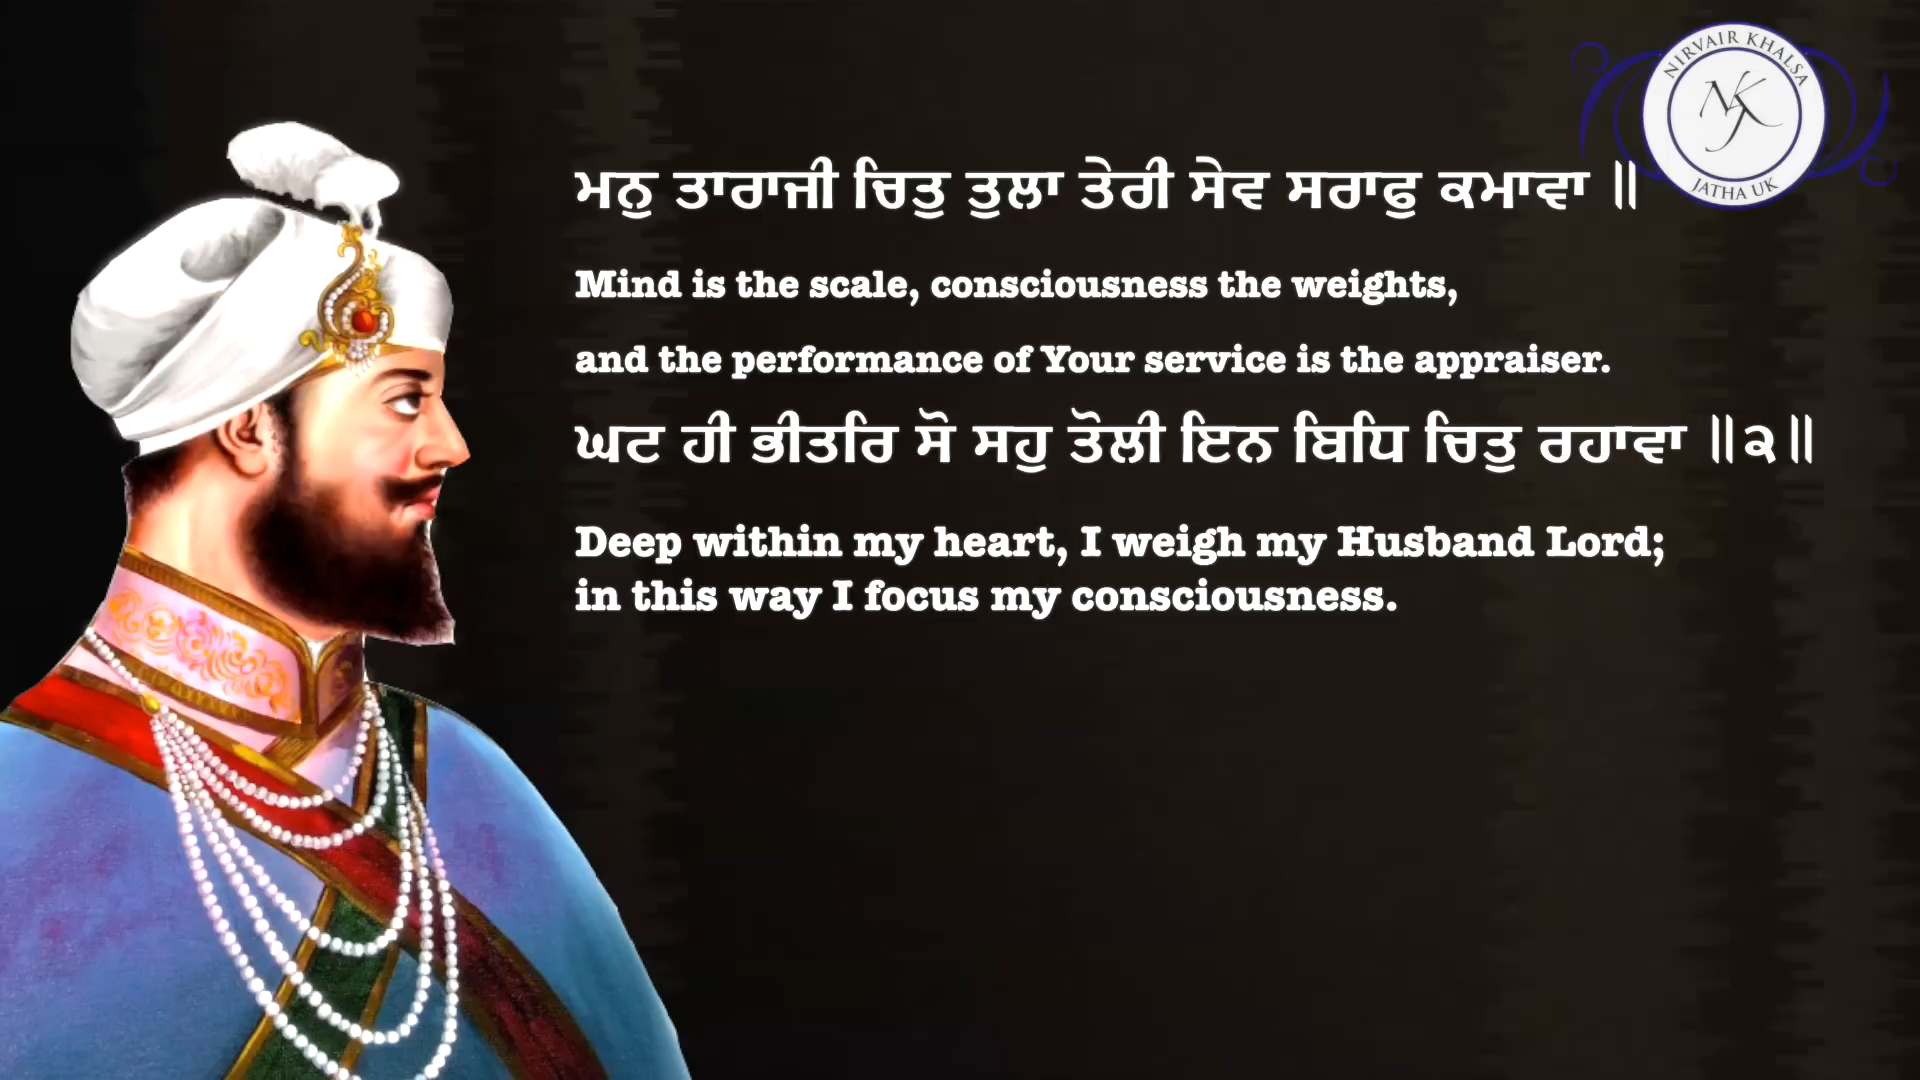 NIRVAIR KHALSA
NK
JATHA UK
ਮਨੁ ਤਾਰਾਜੀ ਚਿਤੁ ਤੁਲਾ ਤੇਰੀ ਸੇਵ ਸਰਾਫੁ ਕਮਾਵਾ ॥
Mind is the scale, consciousness the weights,
and the performance of Your service is the appraiser.
ਘਟ ਹੀ ਭੀਤਰਿ ਸੋ ਸਹੁ ਤੋਲੀ ਇਨ ਬਿਧਿ ਚਿਤੁ ਰਹਾਵਾ ॥੨॥
Deep within my heart, I weigh my Husband Lord;
in this way I focus my consciousness.